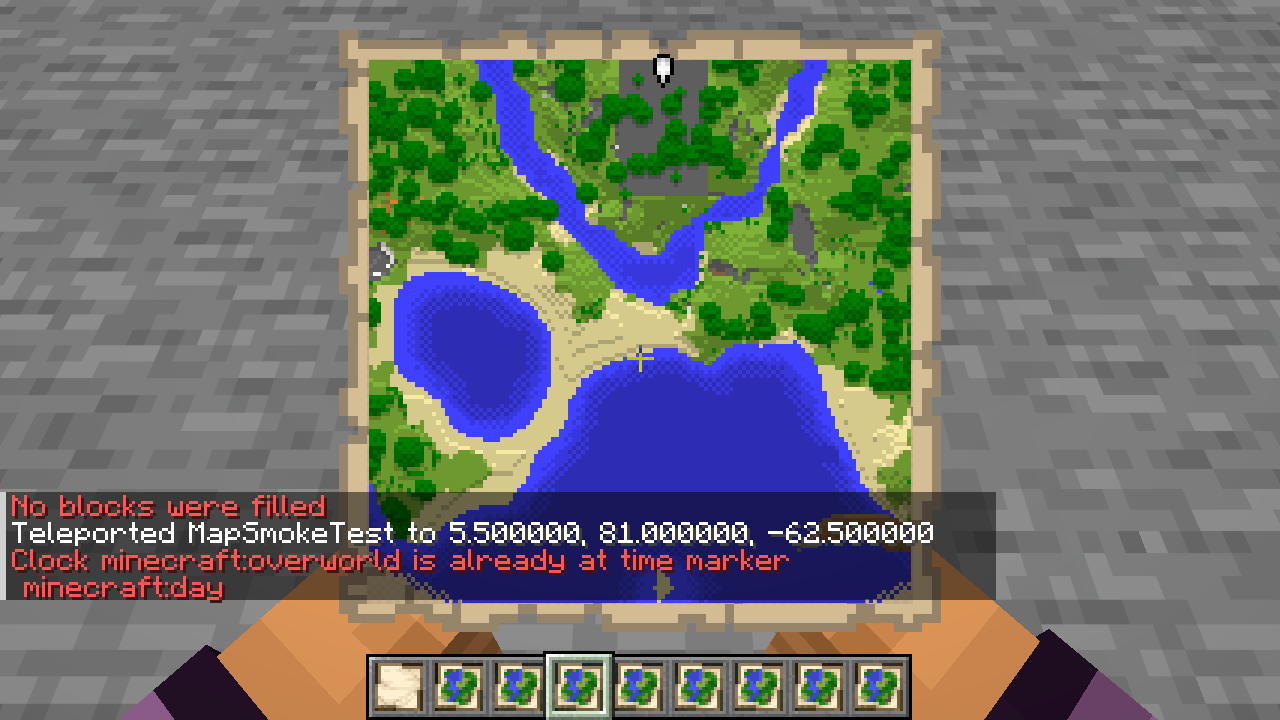 No blocks were filled
Teleported MapSmokeTest to 5.500000, 81.000000, -62.500000
Clock minecraft:overworld is already at time marker
minecraft:day